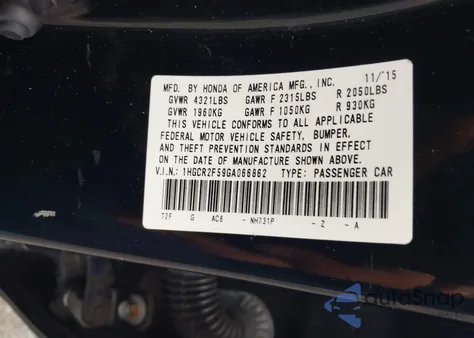 MFD. BY HONDA OF AMERICA MFG., INC. 11/15
GVWR 4321LBS GAWR F 2315LBS R 2050LBS
GVWR 1960KG GAWR F 1050KG R 930KG
THIS VEHICLE CONFORMS TO ALL APPLICABLE
FEDERAL MOTOR VEHICLE SAFETY, BUMPER,
AND THEFT PREVENTION STANDARDS IN EFFECT
ON THE DATE OF MANUFACTURE SHOWN ABOVE.
V.I.N.: 1HGCR2F59GA066862 TYPE: PASSENGER CAR
T2F G AC8 - NH731P - Z - A
AutoSnap